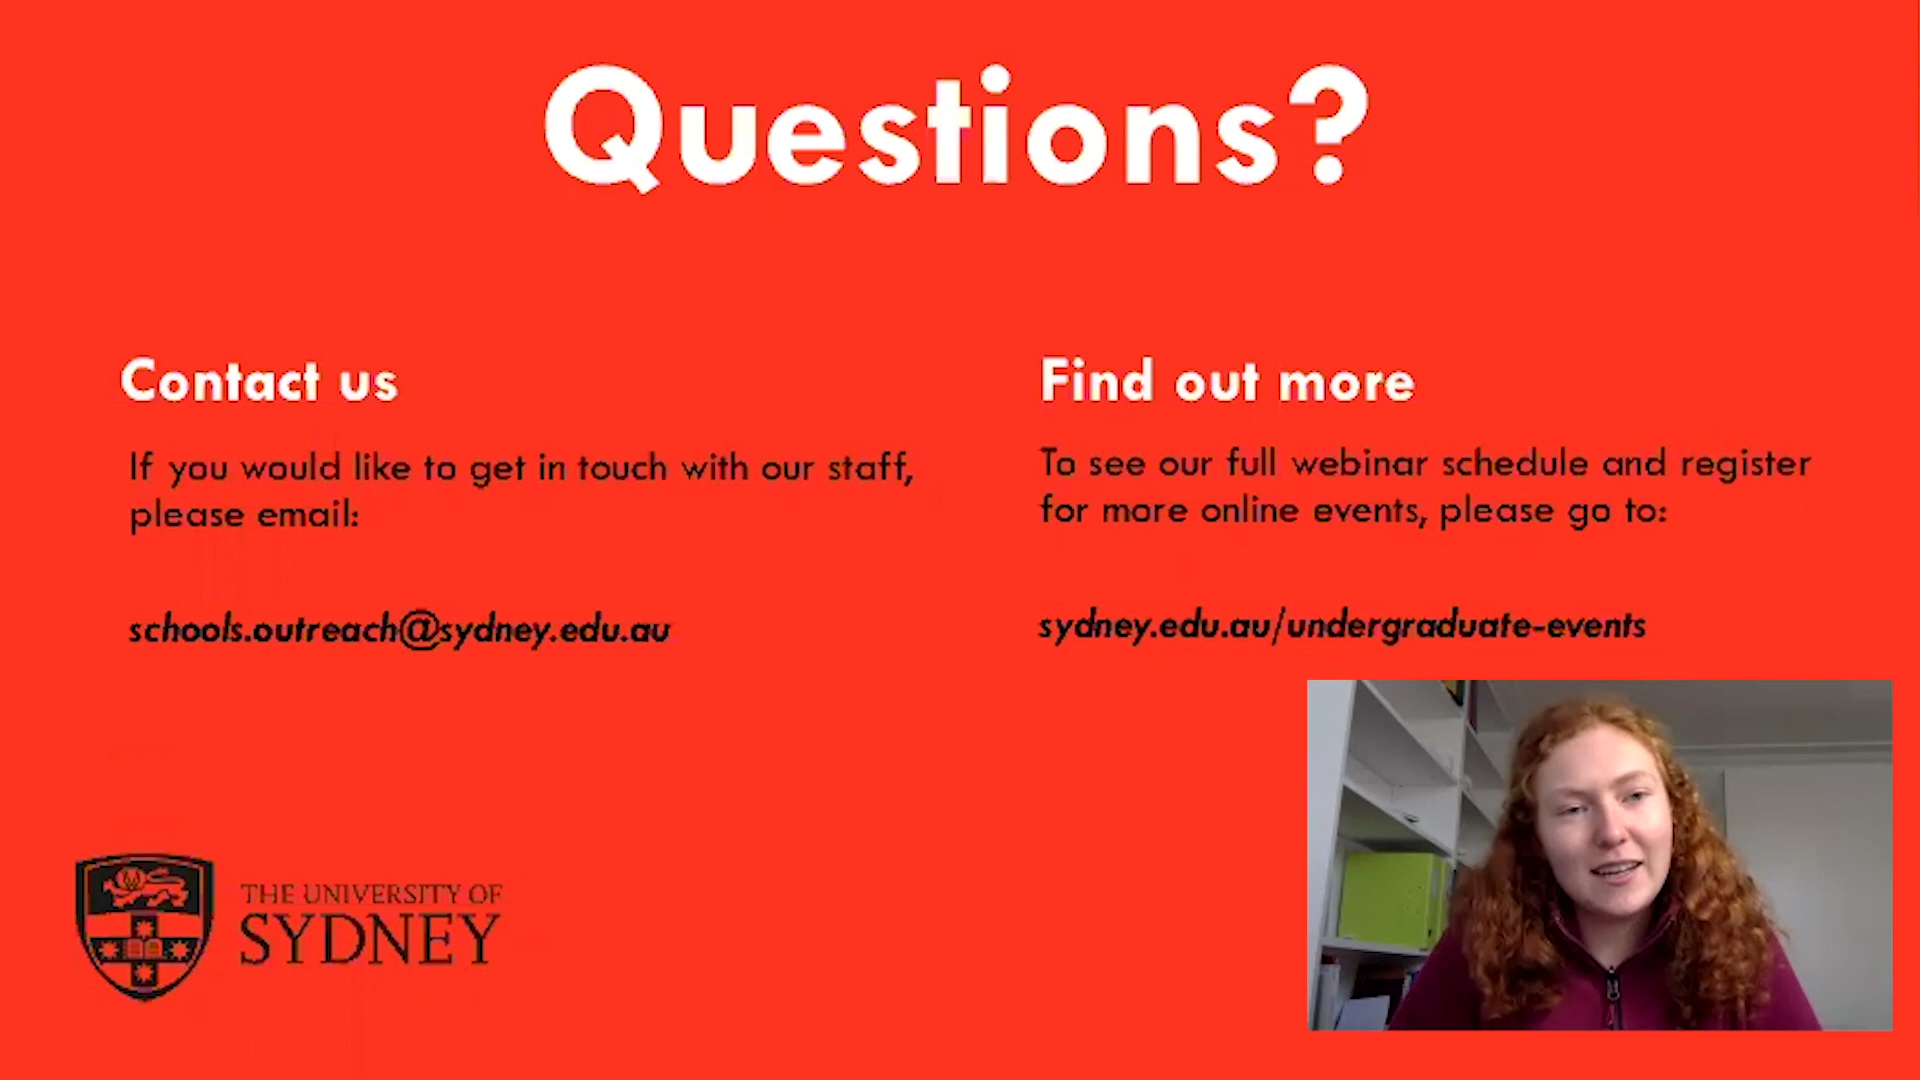 Questions?
Contact us
If you would like to get in touch with our staff,
please email:
schools.outreach@sydney.edu.au
Find out more
To see our full webinar schedule and register
for more online events, please go to:
sydney.edu.au/undergraduate-events
THE UNIVERSITY OF
SYDNEY